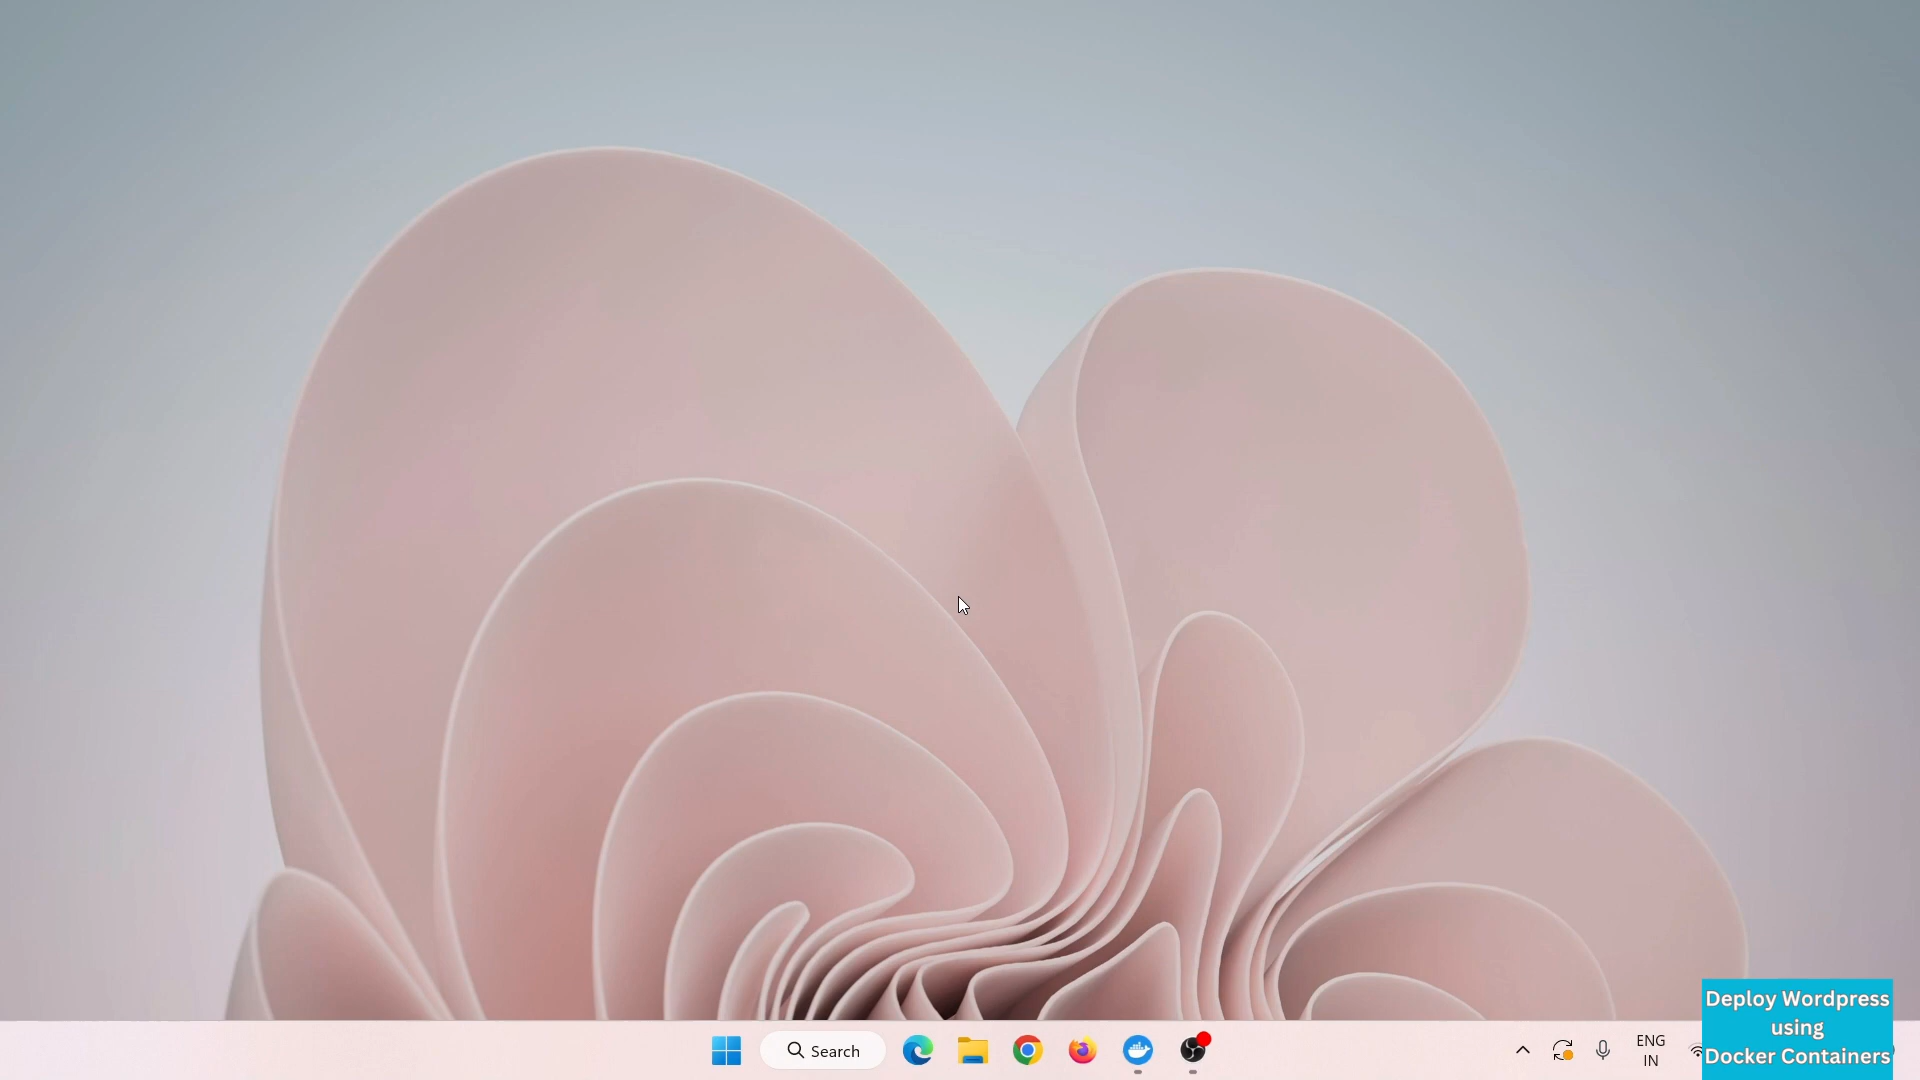 Search
ENG
IN
Deploy Wordpress
using
Docker Containers